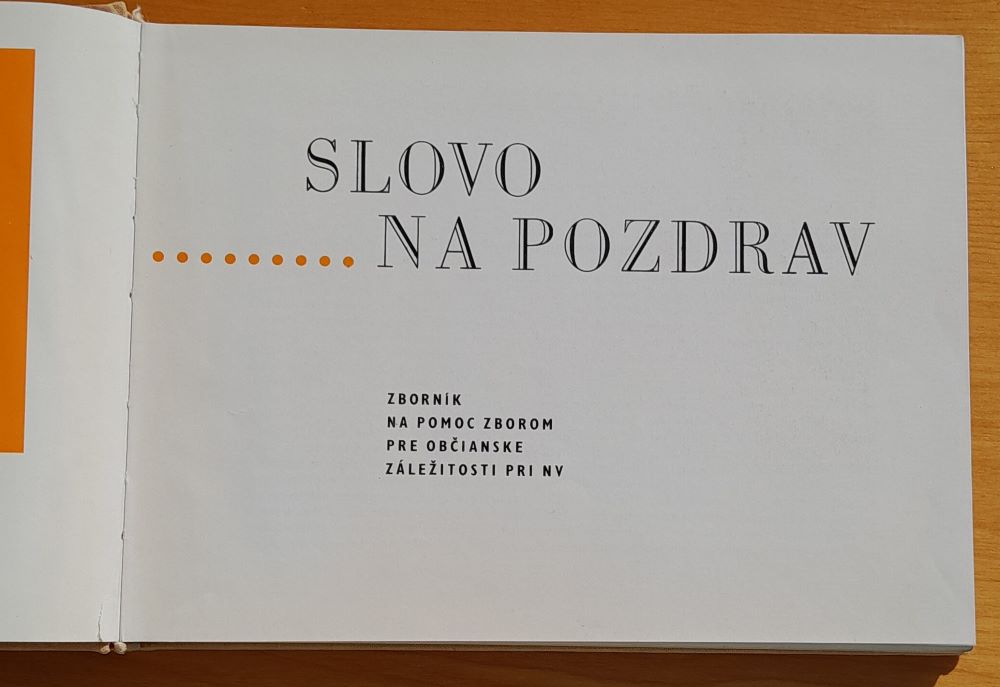 SLOVO
NA POZDRAV
ZBORNÍK
NA POMOC ZBOROM
PRE OBČIANSKE
ZÁLEŽITOSTI PRI NV